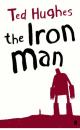 Ted Hughes
the Iron
man